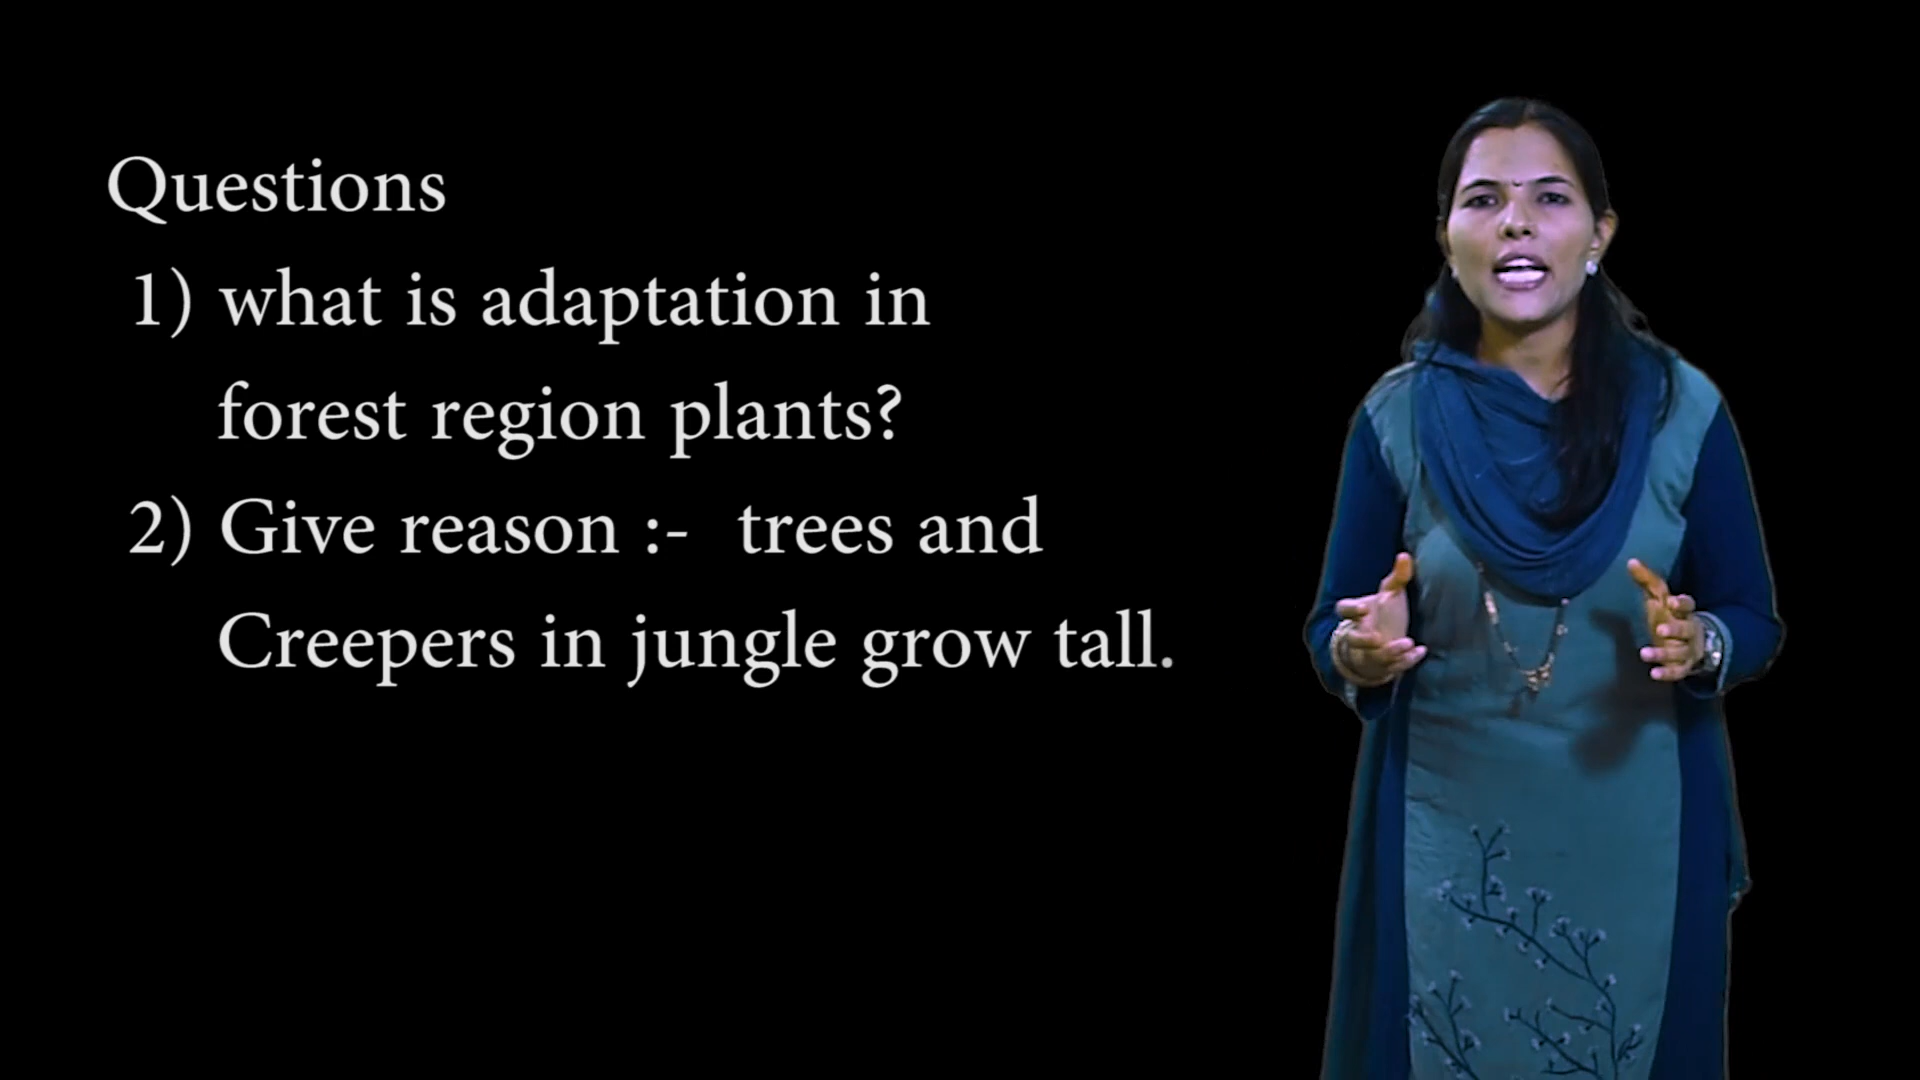 Questions
1) what is adaptation in
forest region plants?
2) Give reason :- trees and
Creepers in jungle grow tall.